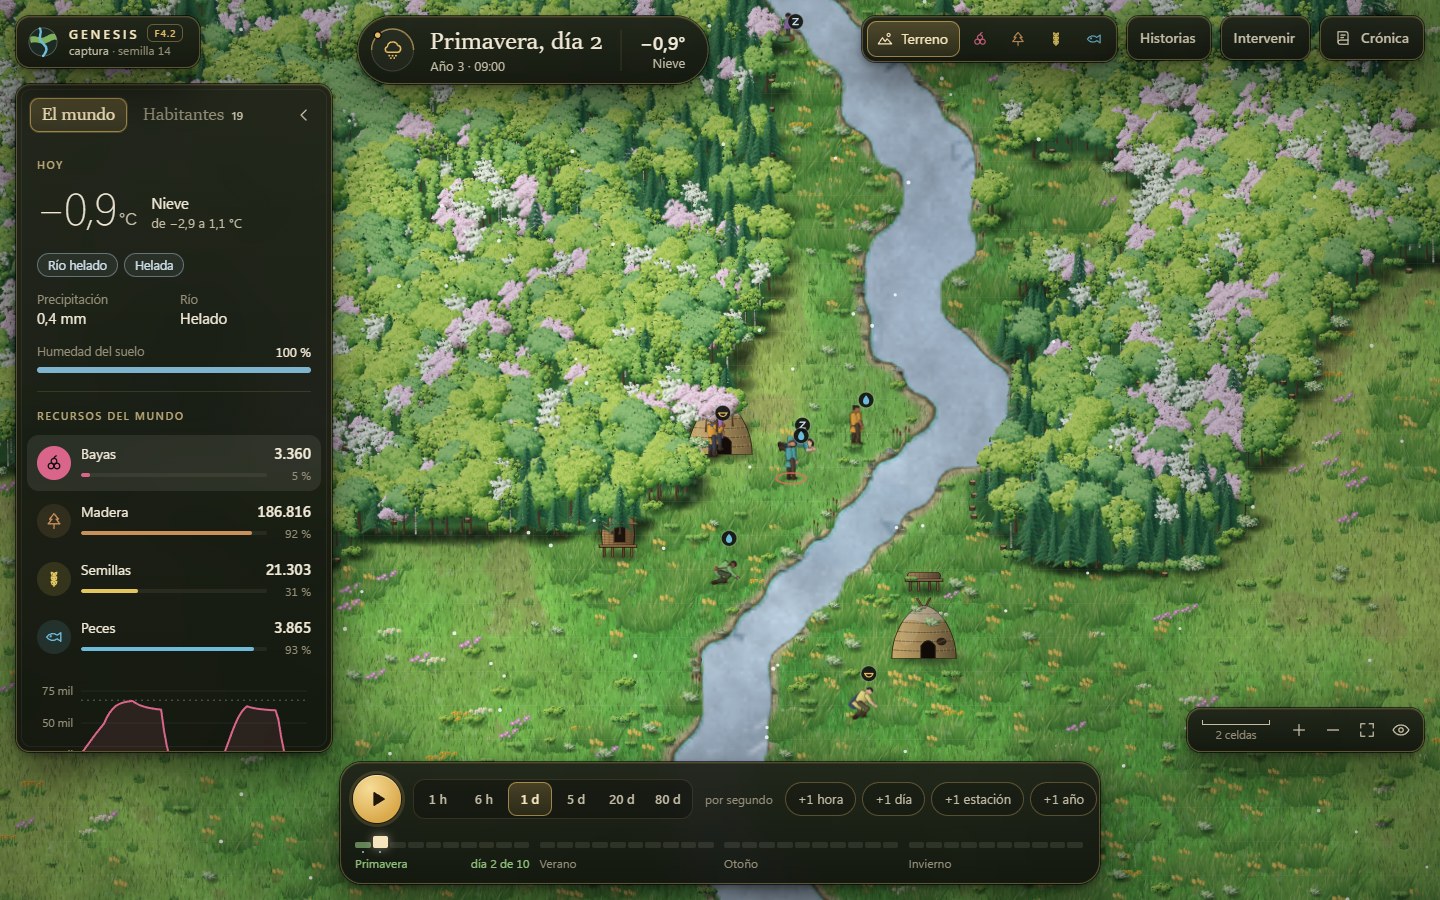 GENESIS F4.2
captura · semilla 14
Primavera, día 2
Año 3 · 09:00
−0,9°
Nieve
Terreno
Historias
Intervenir
Crónica
El mundo
Habitantes 19
HOY
−0,9 °C
Nieve
de −2,9 a 1,1 °C
Río helado
Helada
Precipitación
0,4 mm
Río
Helado
Humedad del suelo 100 %
RECURSOS DEL MUNDO
Bayas 3.360
5 %
Madera 186.816
92 %
Semillas 21.303
31 %
Peces 3.865
93 %
75 mil
50 mil
Z
Z
2 celdas
1 h 6 h 1 d 5 d 20 d 80 d por segundo +1 hora +1 día +1 estación +1 año
Primavera día 2 de 10 Verano Otoño Invierno